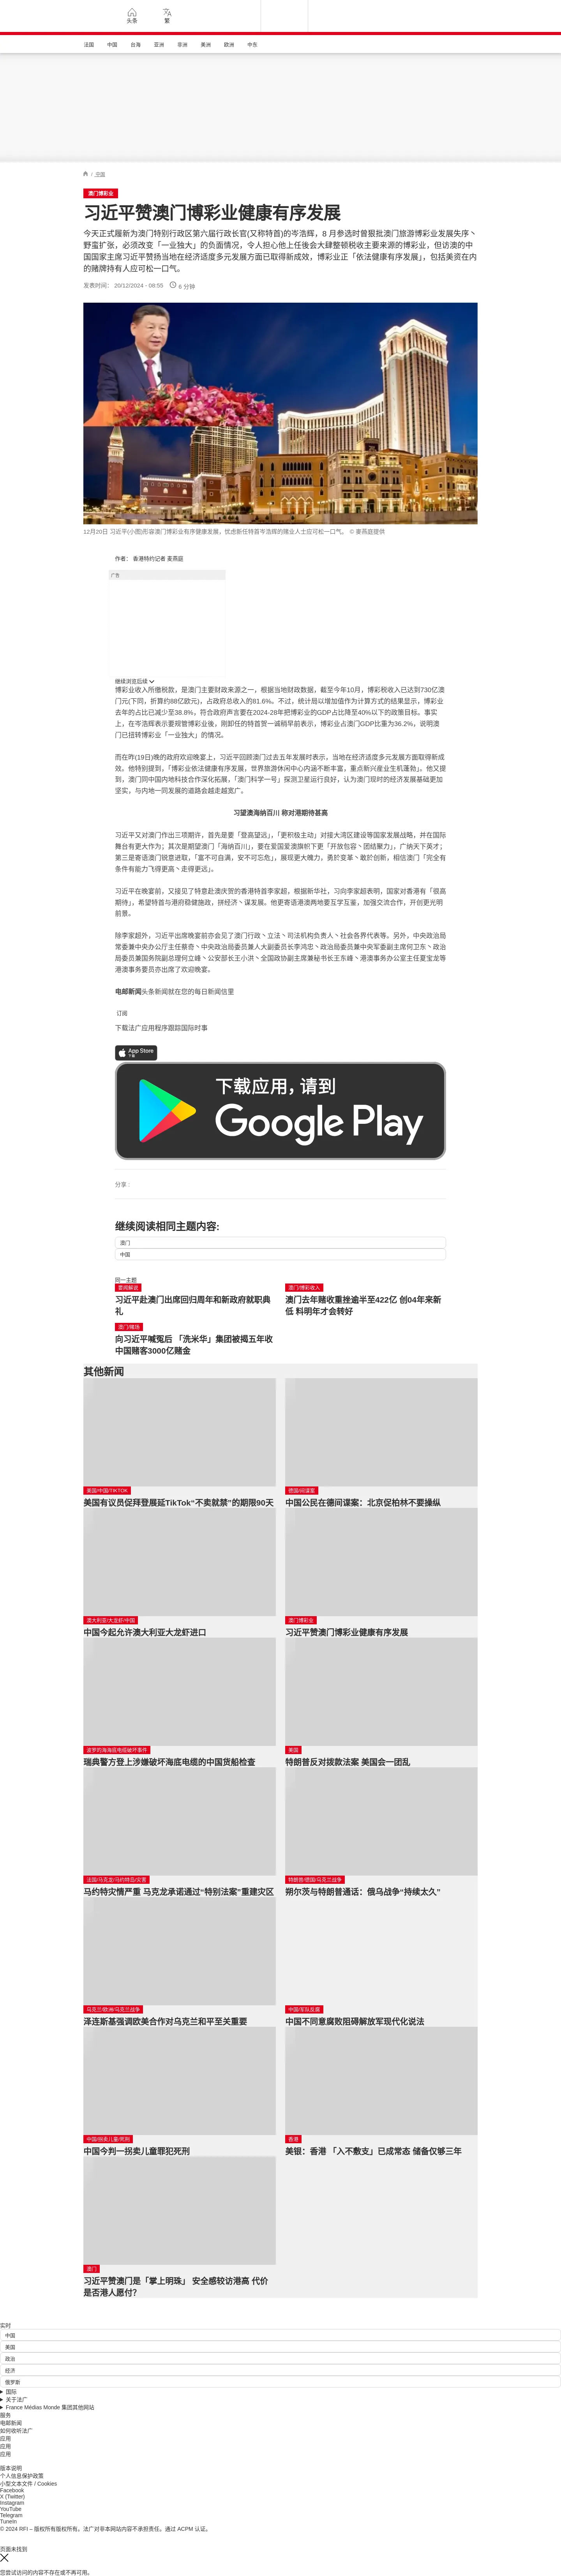 头条
繁
法国 中国 台海 亚洲 非洲 美洲 欧洲 中东
/ 中国
澳门博彩业
习近平赞澳门博彩业健康有序发展
今天正式履新为澳门特别行政区第六届行政长官(又称特首)的岑浩辉，8 月参选时曾狠批澳门旅游博彩业发展失序丶
野蛮扩张，必须改变「一业独大」的负面情况，令人担心他上任後会大肆整顿税收主要来源的博彩业，但访澳的中
国国家主席习近平赞扬当地在经济适度多元发展方面已取得新成效，博彩业正「依法健康有序发展」，包括美资在内
的赌牌持有人应可松一口气。
发表时间： 20/12/2024 - 08:55 6 分钟
12月20日 习近平(小图)形容澳门博彩业有序健康发展，忧虑新任特首岑浩辉的赌业人士应可松一口气。 © 麦燕庭提供
作者： 香港特约记者 麦燕庭
广告
继续浏览后续
博彩业收入所缴税款，是澳门主要财政来源之一，根据当地财政数据，截至今年10月，博彩税收入已达到730亿澳
门元(下同，折算约88亿欧元)，占政府总收入的81.6%。不过，统计局以增加值作为计算方式的结果显示，博彩业
去年的占比已减少至38.8%，符合政府声言要在2024-28年把博彩业的GDP占比降至40%以下的政策目标。事实
上，在岑浩辉表示要规管博彩业後，刚卸任的特首贺一诚稍早前表示，博彩业占澳门GDP比重为36.2%，说明澳
门已扭转博彩业「一业独大」的情况。
而在昨(19日)晚的政府欢迎晚宴上，习近平回顾澳门过去五年发展时表示，当地在经济适度多元发展方面取得新成
效。他特别提到，「博彩业依法健康有序发展，世界旅游休闲中心内涵不断丰富，重点新兴産业生机蓬勃」。他又提
到，澳门同中国内地科技合作深化拓展，「澳门科学一号」探测卫星运行良好，认为澳门现时的经济发展基础更加
坚实，与内地一同发展的道路会越走越宽广。
习望澳海纳百川 称对港期待甚高
习近平又对澳门作出三项期许，首先是要「登高望远」，「更积极主动」对接大湾区建设等国家发展战略，并在国际
舞台有更大作为；其次是期望澳门「海纳百川」，要在爱国爱澳旗帜下更「开放包容丶团结聚力」，广纳天下英才；
第三是寄语澳门锐意进取，「富不可自满，安不可忘危」，展现更大魄力，勇於变革丶敢於创新，相信澳门「完全有
条件有能力飞得更高丶走得更远」。
习近平在晚宴前，又接见了特意赴澳庆贺的香港特首李家超，根据新华社，习向李家超表明，国家对香港有「很高
期待」，希望特首与港府稳健施政，拼经济丶谋发展。他更寄语港澳两地要互学互鉴，加强交流合作，开创更光明
前景。
除李家超外，习近平出席晚宴前亦会见了澳门行政丶立法丶司法机构负责人丶社会各界代表等。另外，中央政治局
常委兼中央办公厅主任蔡奇丶中央政治局委员兼人大副委员长李鸿忠丶政治局委员兼中央军委副主席何卫东丶政治
局委员兼国务院副总理何立峰丶公安部长王小洪丶全国政协副主席兼秘书长王东峰丶港澳事务办公室主任夏宝龙等
港澳事务要员亦出席了欢迎晚宴。
电邮新闻头条新闻就在您的每日新闻信里
订阅
下载法广应用程序跟踪国际时事
App Store
下载
下载应用，请到
Google Play
分享 :
继续阅读相同主题内容:
澳门
中国
同一主题
要闻解说
习近平赴澳门出席回归周年和新政府就职典
礼
澳门/博彩收入
澳门去年赌收重挫逾半至422亿 创04年来新
低 料明年才会转好
澳门/赌场
向习近平喊冤后 「洗米华」集团被揭五年收
中国赌客3000亿赌金
其他新闻
美国/中国/TIKTOK
美国有议员促拜登展延TikTok“不卖就禁”的期限90天
德国/间谍案
中国公民在德间谍案：北京促柏林不要操纵
澳大利亚/大龙虾/中国
中国今起允许澳大利亚大龙虾进口
澳门博彩业
习近平赞澳门博彩业健康有序发展
波罗的海海底电缆破坏事件
瑞典警方登上涉嫌破坏海底电缆的中国货船检查
美国
特朗普反对拨款法案 美国会一团乱
法国/马克龙/马约特岛/灾害
马约特灾情严重 马克龙承诺通过“特别法案”重建灾区
特朗普/德国/乌克兰战争
朔尔茨与特朗普通话：俄乌战争“持续太久”
乌克兰/欧洲/乌克兰战争
泽连斯基强调欧美合作对乌克兰和平至关重要
中国/军队发展
中国不同意腐败阻碍解放军现代化说法
中国/拐卖儿童/死刑
中国今判一拐卖儿童罪犯死刑
香港
美银：香港 「入不敷支」已成常态 储备仅够三年
澳门
习近平赞澳门是「掌上明珠」 安全感较访港高 代价
是否港人愿付?
实时
中国
美国
政治
经济
俄罗斯
国际
关于法广
France Médias Monde 集团其他网站
服务
电邮新闻
如何收听法广
应用
应用
应用
版本说明
个人信息保护政策
小型文本文件 / Cookies
Facebook
X (Twitter)
Instagram
YouTube
Telegram
TuneIn
© 2024 RFI – 版权所有版权所有。法广对非本网站内容不承担责任。通过 ACPM 认证。
页面未找到
您尝试访问的内容不存在或不再可用。